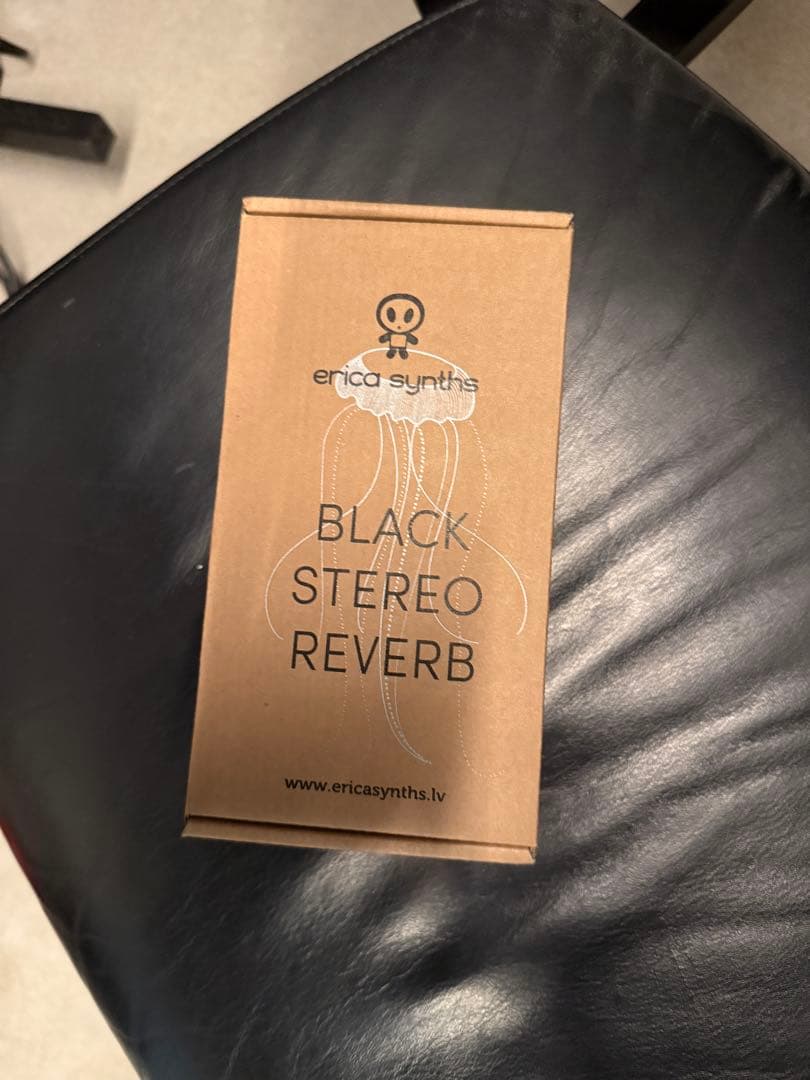 erica synths
BLACK
STEREO
REVERB
www.ericasynths.lv